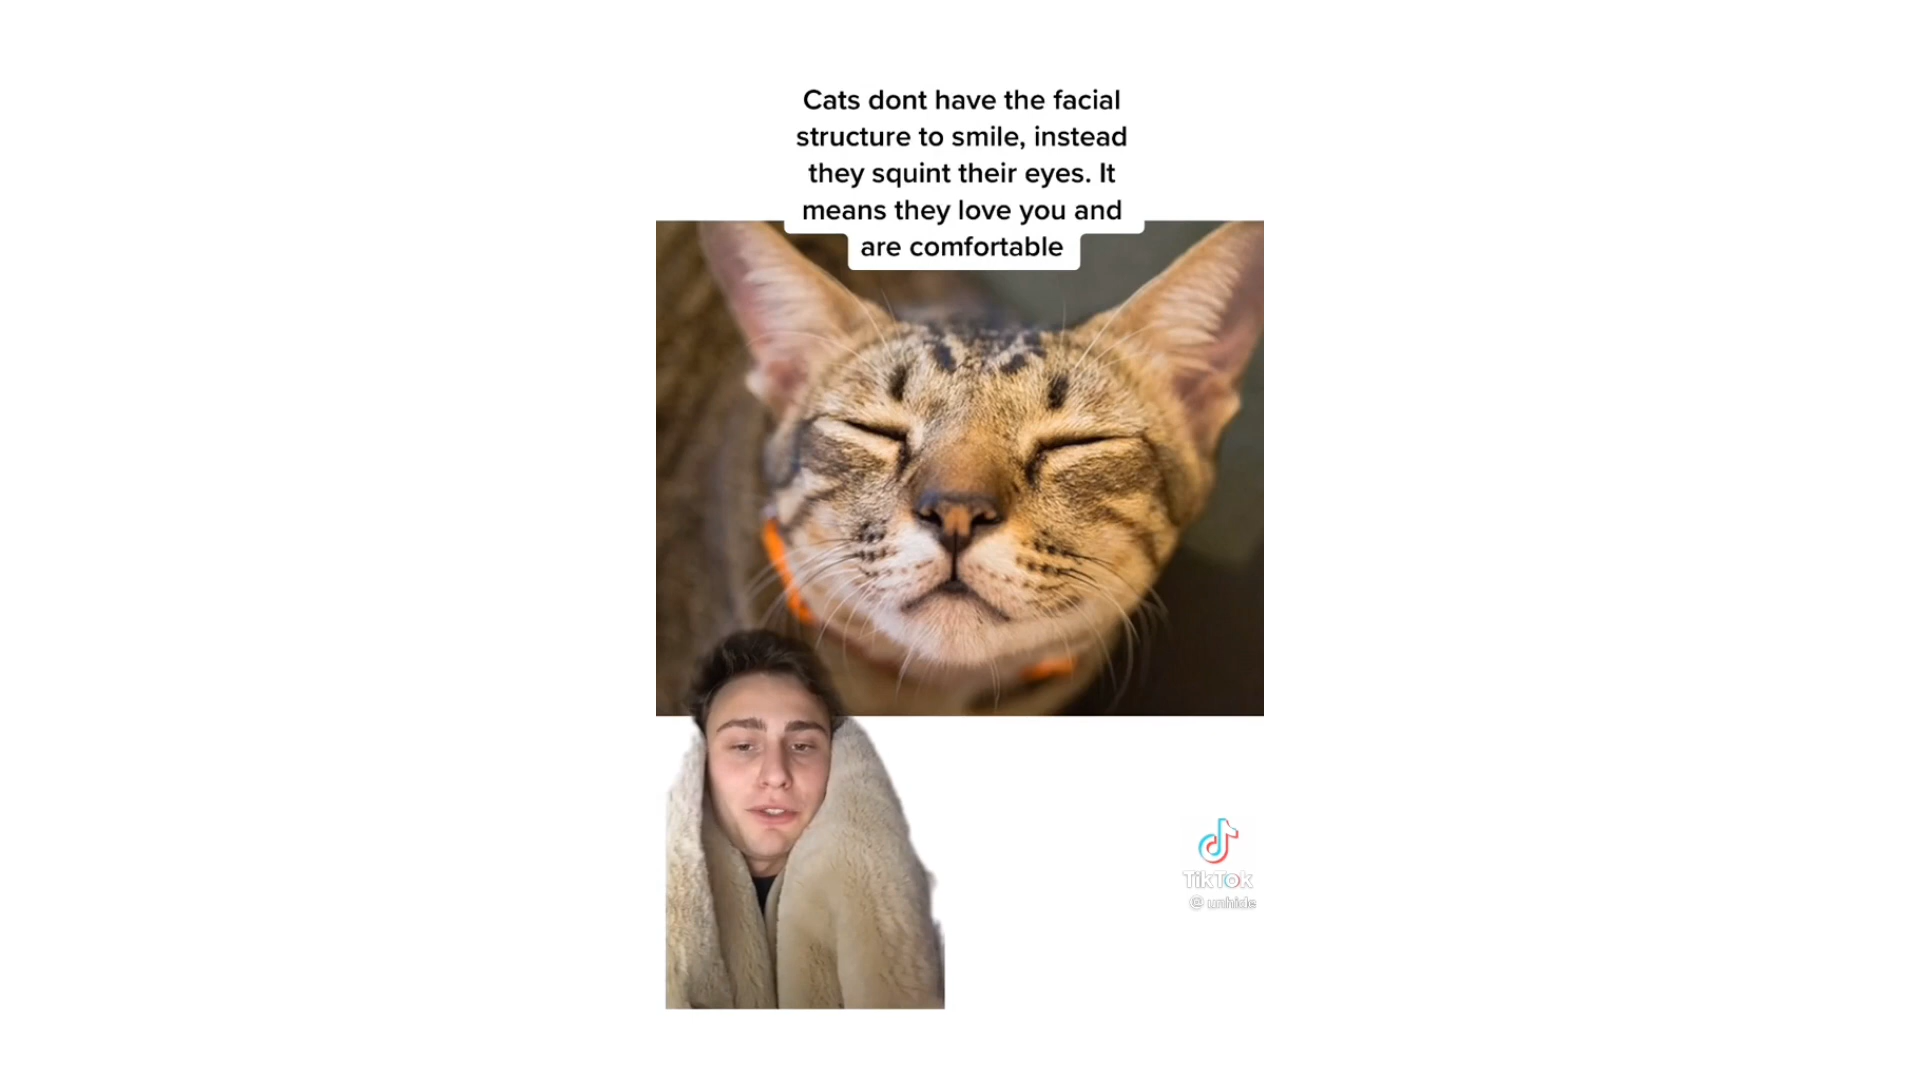 Cats dont have the facial
structure to smile, instead
they squint their eyes. It
means they love you and
are comfortable
TikTok
@ unhide